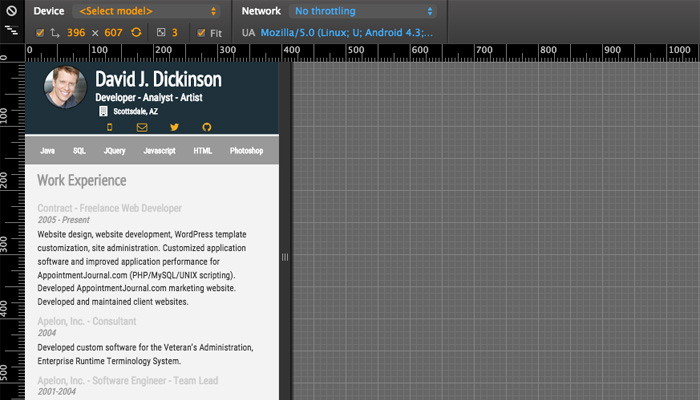 Device <Select model> Network No throttling
396 × 607 3 Fit UA Mozilla/5.0 (Linux; U; Android 4.3;...
0 100 200 300 400 500 600 700 800 900 1000
0
100
200
300
400
500
David J. Dickinson
Developer - Analyst - Artist
Scottsdale, AZ
Java SQL JQuery Javascript HTML Photoshop
Work Experience
Contract - Freelance Web Developer
2005 - Present
Website design, website development, WordPress template
customization, site administration. Customized application
software and improved application performance for
AppointmentJournal.com (PHP/MySQL/UNIX scripting).
Developed AppointmentJournal.com marketing website.
Developed and maintained client websites.
Apelon, Inc. - Consultant
2004
Developed custom software for the Veteran's Administration,
Enterprise Runtime Terminology System.
Apelon, Inc. - Software Engineer - Team Lead
2001-2004